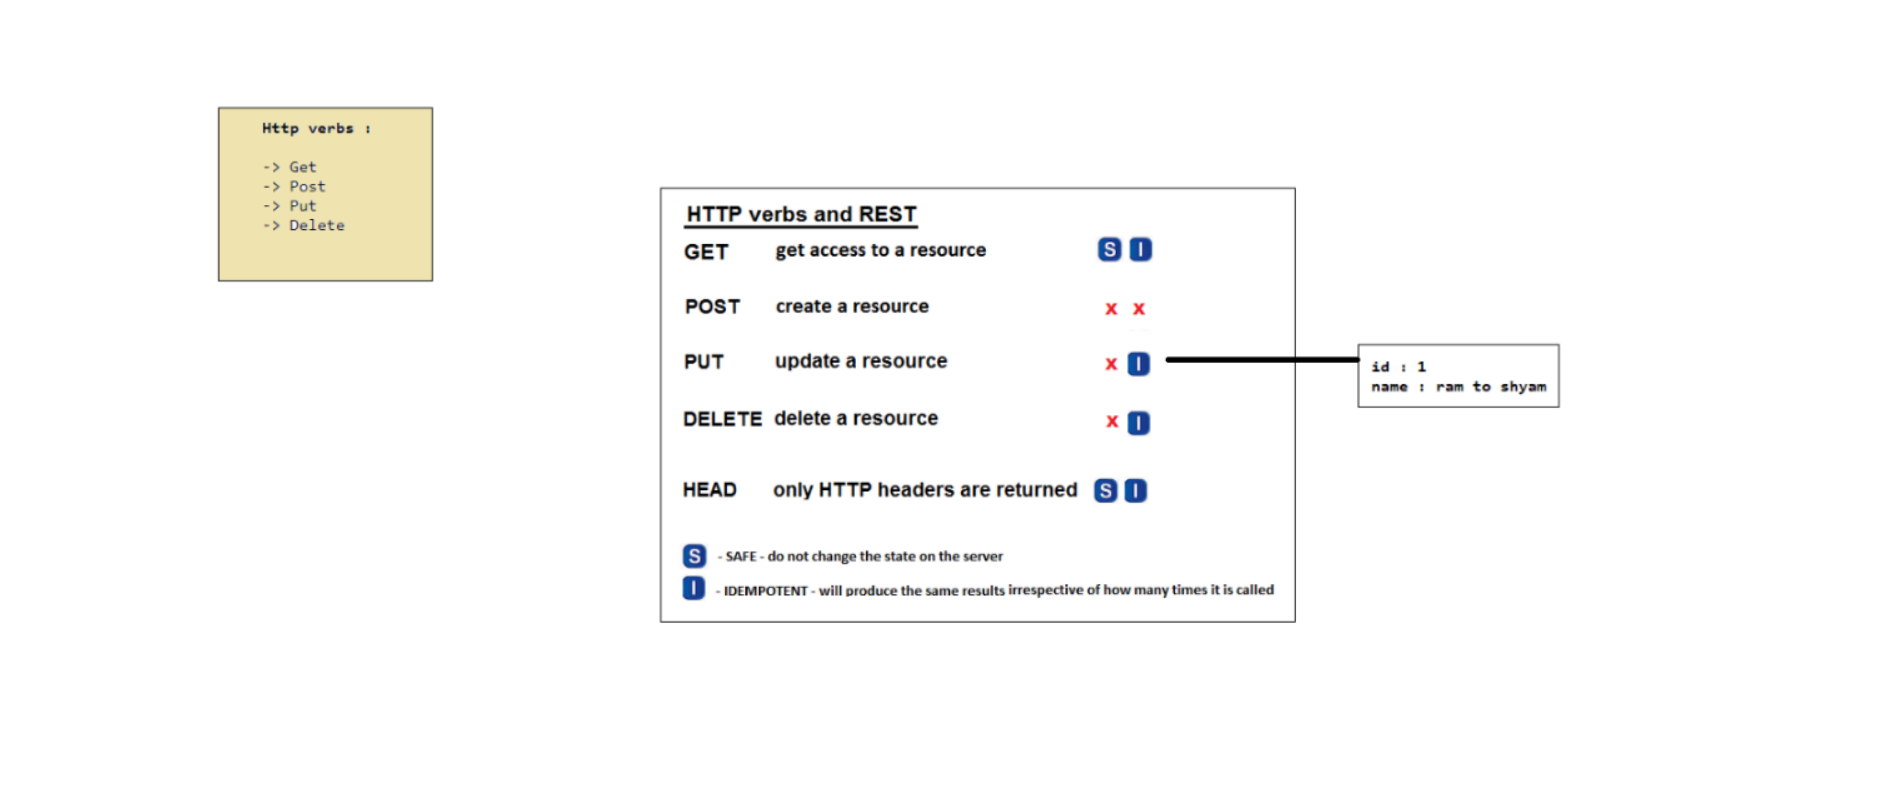 Http verbs :
-> Get
-> Post
-> Put
-> Delete
HTTP verbs and REST
GET get access to a resource S I
POST create a resource x x
PUT update a resource x I
DELETE delete a resource x I
HEAD only HTTP headers are returned S I
S - SAFE - do not change the state on the server
I - IDEMPOTENT - will produce the same results irrespective of how many times it is called
id : 1
name : ram to shyam